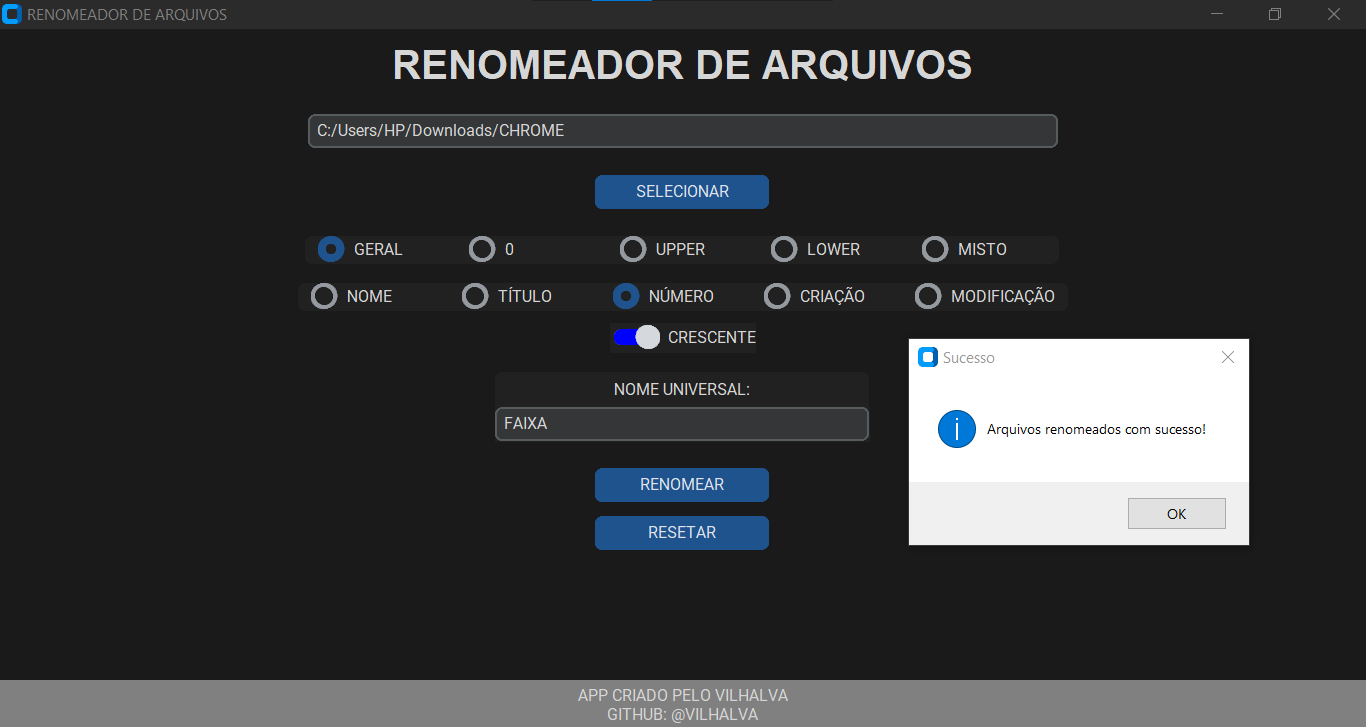 RENOMEADOR DE ARQUIVOS
RENOMEADOR DE ARQUIVOS
C:/Users/HP/Downloads/CHROME
SELECIONAR
GERAL 0 UPPER LOWER MISTO
NOME TÍTULO NÚMERO CRIAÇÃO MODIFICAÇÃO
CRESCENTE
NOME UNIVERSAL:
FAIXA
RENOMEAR
RESETAR
Sucesso
Arquivos renomeados com sucesso!
OK
APP CRIADO PELO VILHALVA
GITHUB: @VILHALVA